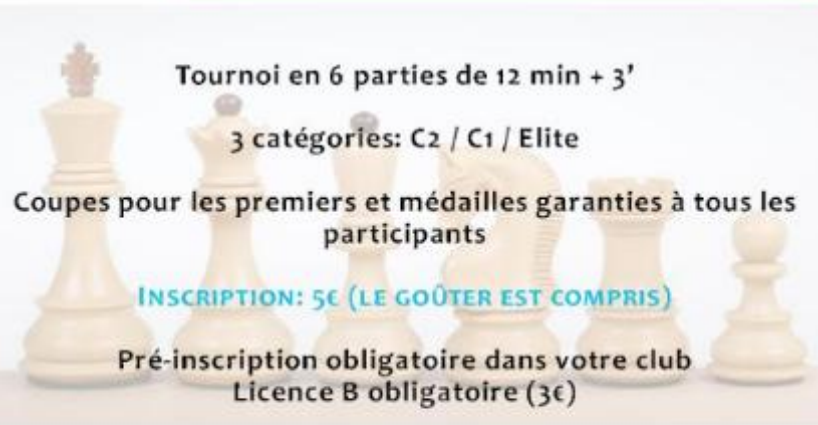 Tournoi en 6 parties de 12 min + 3'
3 catégories: C2 / C1 / Elite
Coupes pour les premiers et médailles garanties à tous les
participants
INSCRIPTION: 5€ (LE GOÛTER EST COMPRIS)
Pré-inscription obligatoire dans votre club
Licence B obligatoire (3€)